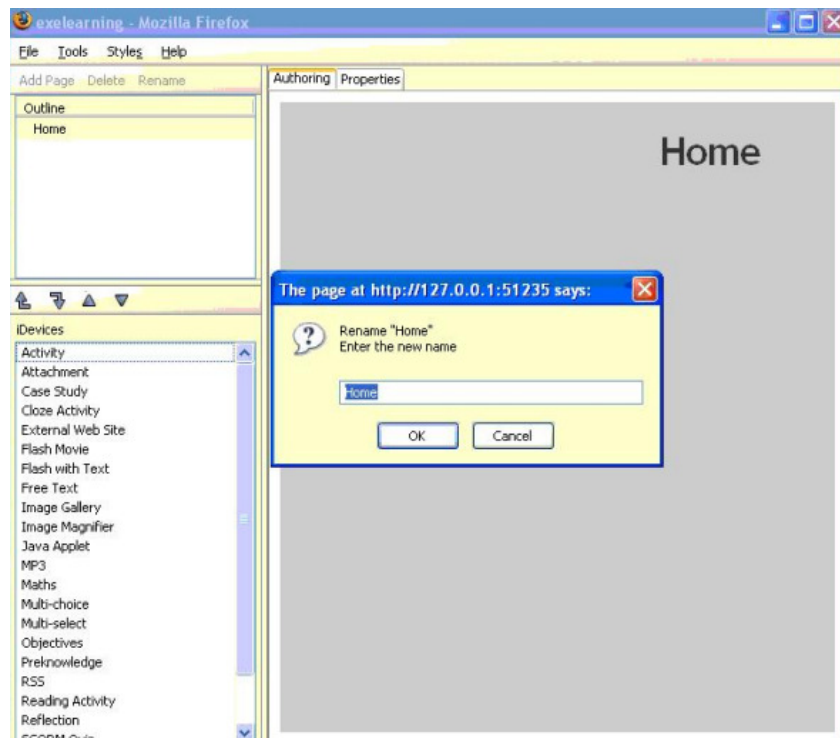 exelearning - Mozilla Firefox
File Tools Styles Help
Add Page Delete Rename
Authoring Properties
Outline
Home
Home
The page at http://127.0.0.1:51235 says:
Rename "Home"
Enter the new name
Home
OK Cancel
iDevices
Activity
Attachment
Case Study
Cloze Activity
External Web Site
Flash Movie
Flash with Text
Free Text
Image Gallery
Image Magnifier
Java Applet
MP3
Maths
Multi-choice
Multi-select
Objectives
Preknowledge
RSS
Reading Activity
Reflection
SCORM Quiz